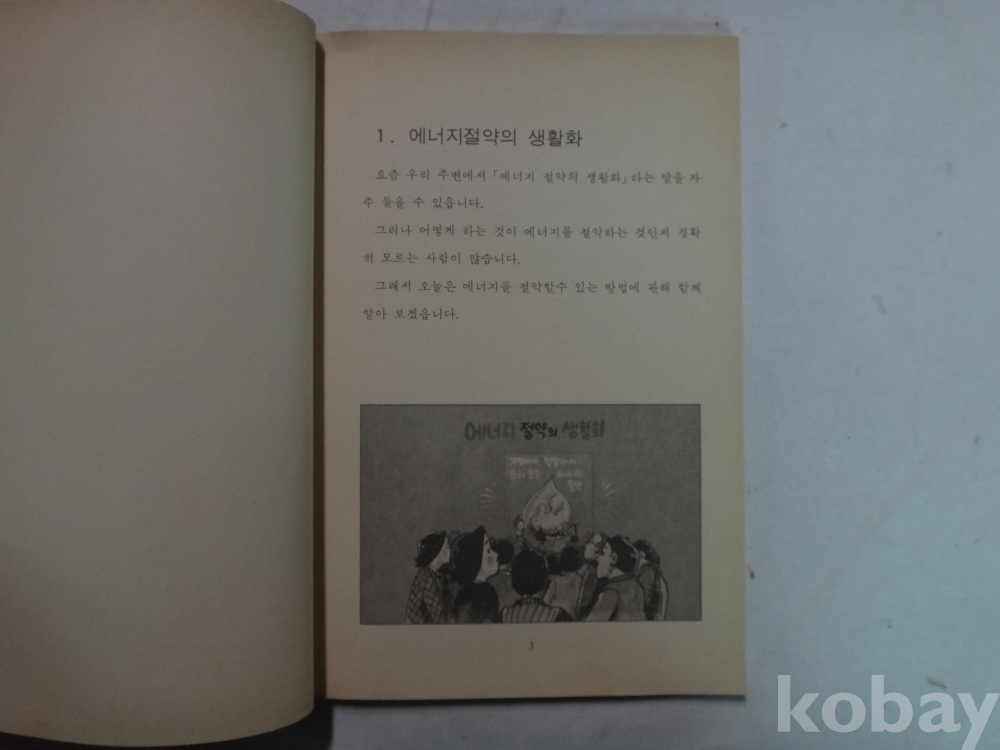 1. 에너지절약의 생활화
요즘 우리 주변에서 「에너지 절약의 생활화」라는 말을 자
주 들을 수 있읍니다.
그러나 어떻게 하는 것이 에너지를 절약하는 것인지 정확
히 모르는 사람이 많습니다.
그래서 오늘은 에너지를 절약할수 있는 방법에 관해 함께
알아 보겠읍니다.
에너지 절약의 생활화
절약
5
kobay